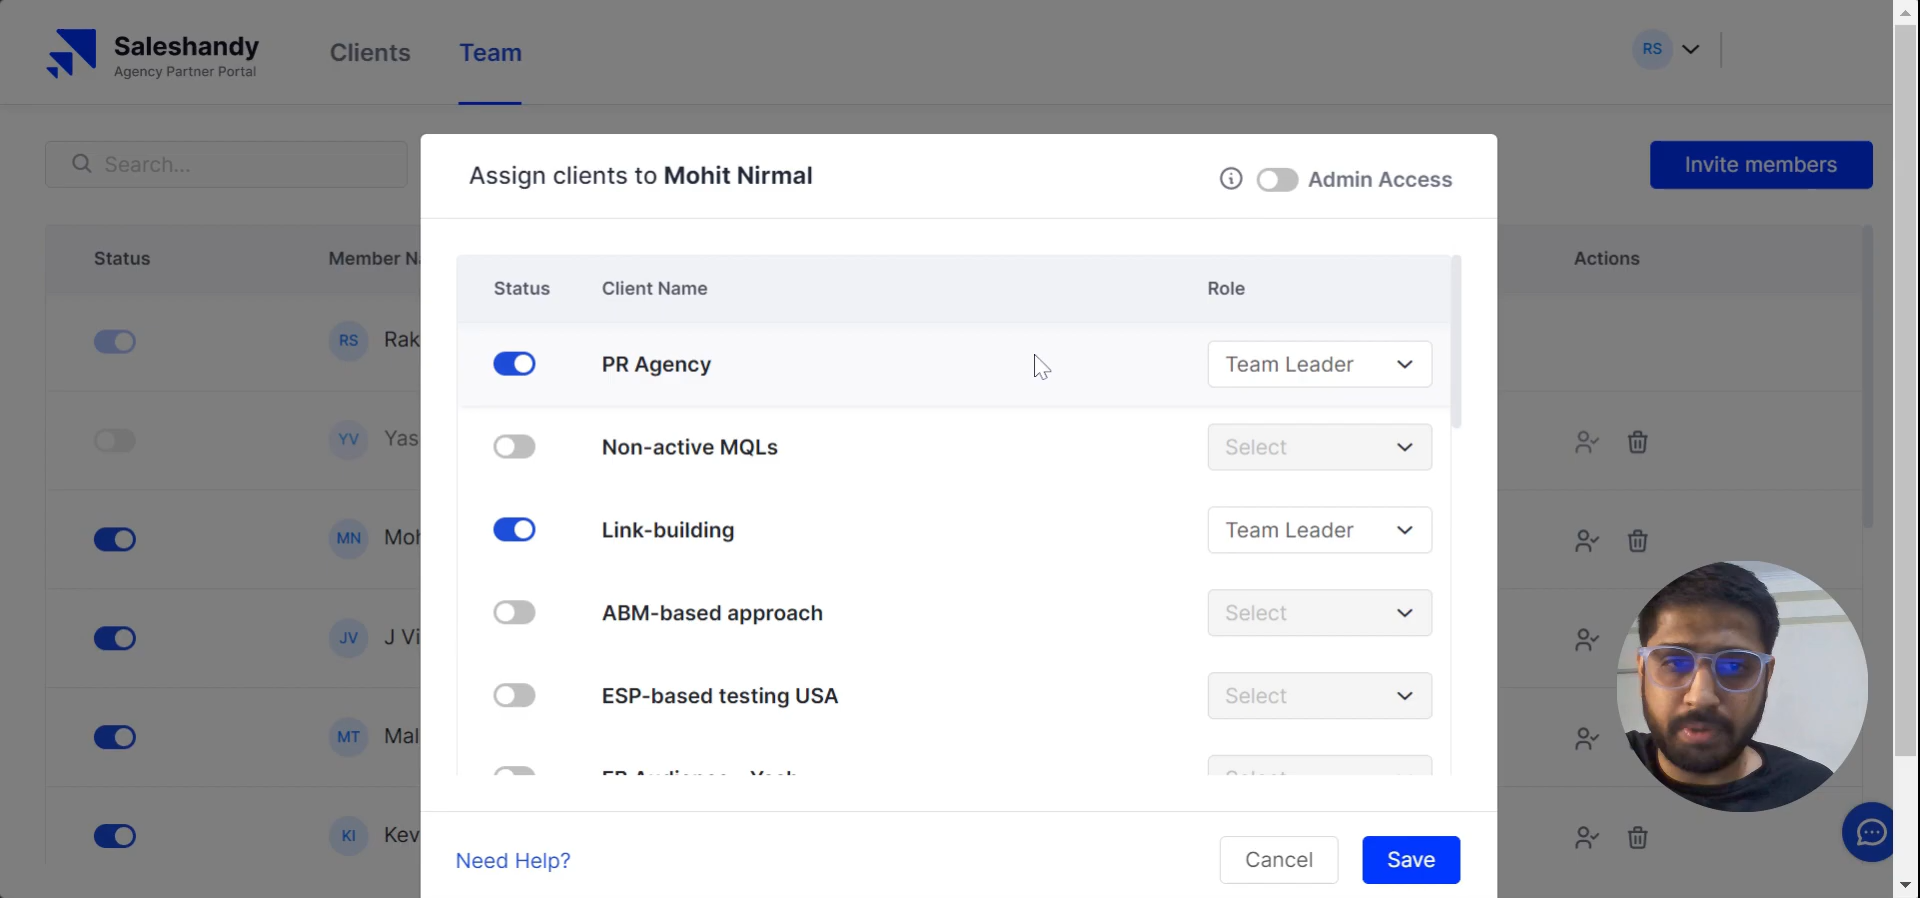 Saleshandy
Agency Partner Portal
Clients
Team
RS
Search...
Invite members
Assign clients to Mohit Nirmal
Admin Access
Status
Member N
Actions
Status
Client Name
Role
RS
Rak
PR Agency
Team Leader
YV
Yas
Non-active MQLs
Select
MN
Moh
Link-building
Team Leader
JV
J Vi
ABM-based approach
Select
ESP-based testing USA
Select
MT
Mal
KI
Kev
Need Help?
Cancel
Save